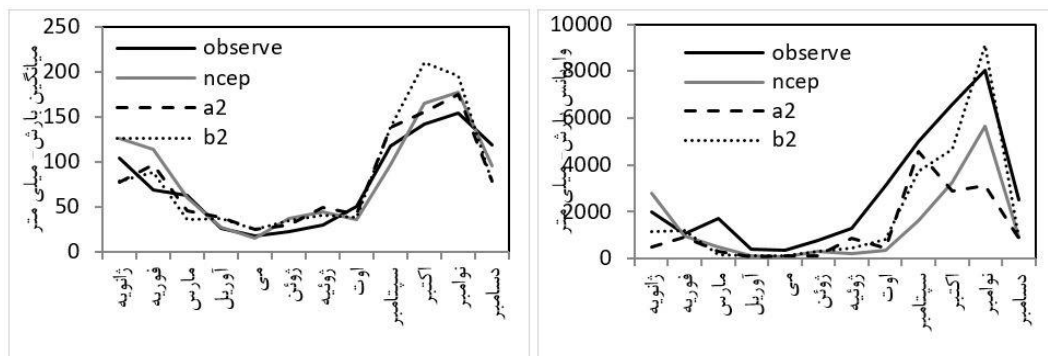 میانگین بارش- میلی متر
250
200
150
100
50
0
observe
ncep
a2
b2
ژانویه
فوریه
مارس
آوریل
می
ژوئن
ژوئیه
اوت
سپتامبر
اکتبر
نوامبر
دسامبر
واریانس بارش- میلی متر
10000
8000
6000
4000
2000
0
observe
ncep
a2
b2
ژانویه
فوریه
مارس
آوریل
می
ژوئن
ژوئیه
اوت
سپتامبر
اکتبر
نوامبر
دسامبر